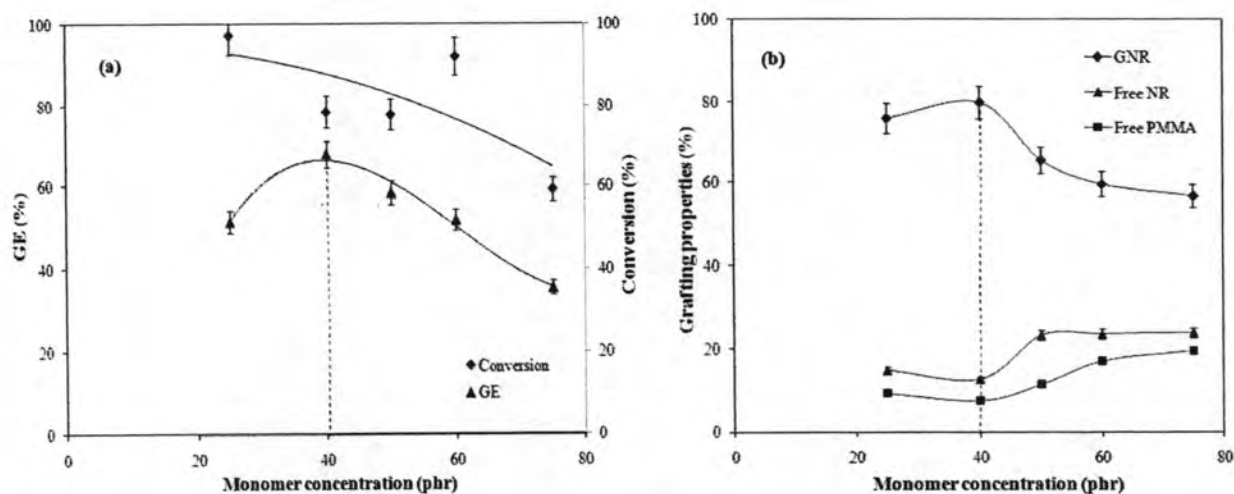 (a)
100
80
60
40
20
0
GE (%)
100
80
60
40
20
0
Conversion (%)
Conversion
GE
0 20 40 60 80
Monomer concentration (phr)
(b)
100
80
60
40
20
0
Grafting properties (%)
GNR
Free NR
Free PMMA
0 20 40 60 80
Monomer concentration (phr)